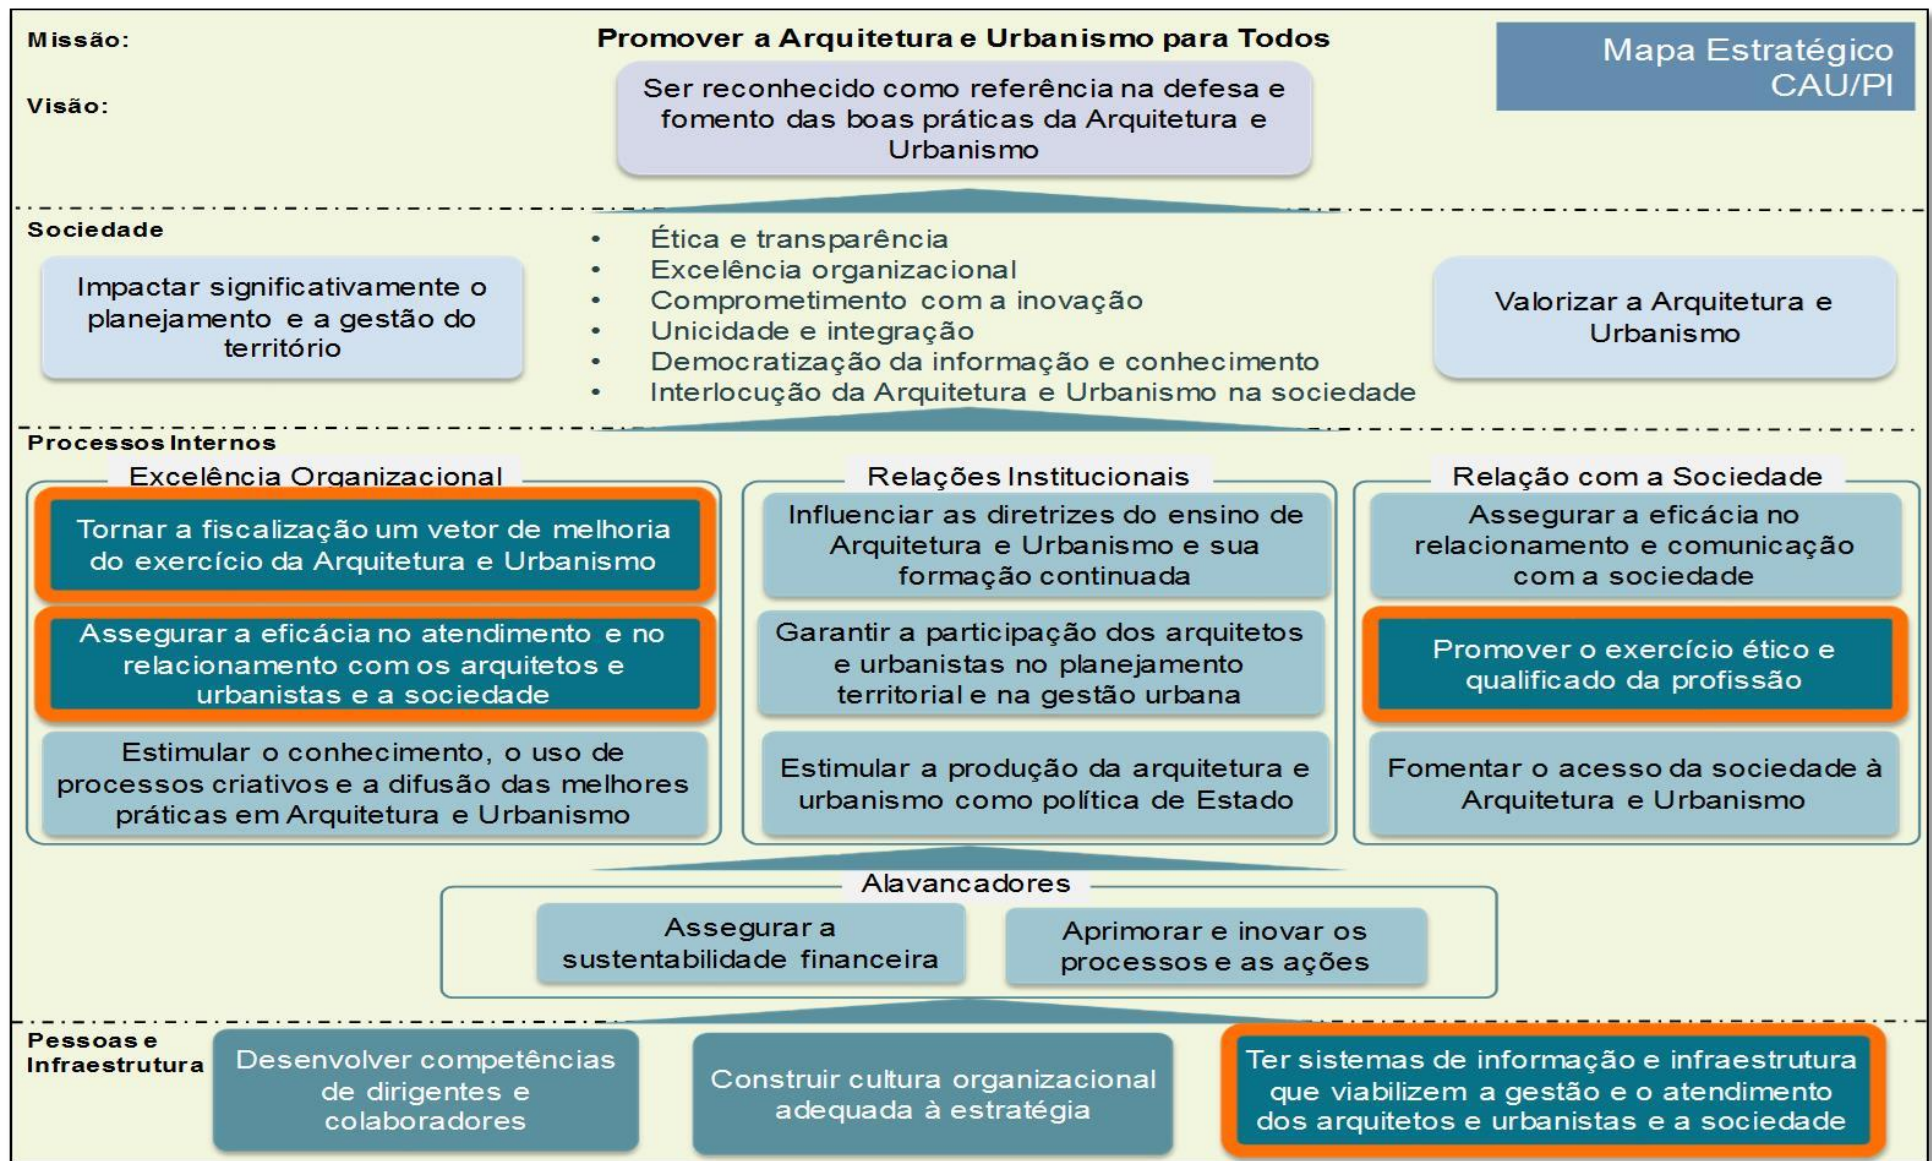 Missão:
Promover a Arquitetura e Urbanismo para Todos
Mapa Estratégico
CAU/PI
Visão:
Ser reconhecido como referência na defesa e
fomento das boas práticas da Arquitetura e
Urbanismo
Sociedade
Impactar significativamente o
planejamento e a gestão do
território
• Ética e transparência
• Excelência organizacional
• Comprometimento com a inovação
• Unicidade e integração
• Democratização da informação e conhecimento
• Interlocução da Arquitetura e Urbanismo na sociedade
Valorizar a Arquitetura e
Urbanismo
Processos Internos
Excelência Organizacional
Tornar a fiscalização um vetor de melhoria
do exercício da Arquitetura e Urbanismo
Assegurar a eficácia no atendimento e no
relacionamento com os arquitetos e
urbanistas e a sociedade
Estimular o conhecimento, o uso de
processos criativos e a difusão das melhores
práticas em Arquitetura e Urbanismo
Relações Institucionais
Influenciar as diretrizes do ensino de
Arquitetura e Urbanismo e sua
formação continuada
Garantir a participação dos arquitetos
e urbanistas no planejamento
territorial e na gestão urbana
Estimular a produção da arquitetura e
urbanismo como política de Estado
Relação com a Sociedade
Assegurar a eficácia no
relacionamento e comunicação
com a sociedade
Promover o exercício ético e
qualificado da profissão
Fomentar o acesso da sociedade à
Arquitetura e Urbanismo
Alavancadores
Assegurar a
sustentabilidade financeira
Aprimorar e inovar os
processos e as ações
Pessoas e
Infraestrutura
Desenvolver competências
de dirigentes e
colaboradores
Construir cultura organizacional
adequada à estratégia
Ter sistemas de informação e infraestrutura
que viabilizem a gestão e o atendimento
dos arquitetos e urbanistas e a sociedade